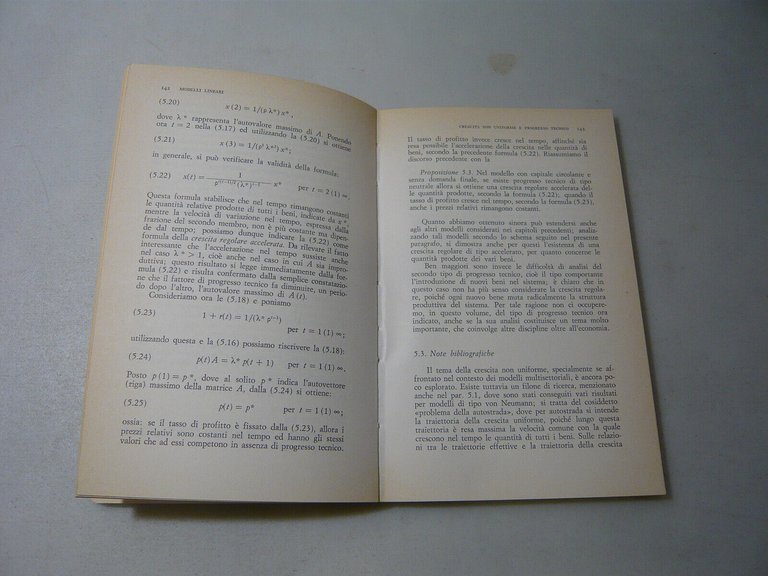 142 MODELLI LINEARI
(5.20) x (2) = 1/(ρ λ*) x* ,
dove λ* rappresenta l'autovalore massimo di A. Ponendo
ora t = 2 nella (5.17) ed utilizzando la (5.20) si ottiene
(5.21) x (3) = 1/(ρ³ λ*²) x*;
in generale, si può verificare la validità della formula:
(5.22) x(t) = 1 / x* per t = 2 (1) ∞;
Questa formula stabilisce che nel tempo rimangono costanti
le quantità relative prodotte di tutti i beni, indicate da x*
mentre la velocità di variazione nel tempo, espressa dalla
frazione del secondo membro, non è più costante ma dipen-
de dal tempo; possiamo dunque indicare la (5.22) come
formula della crescita regolare accelerata. Da rilevare il fatto
interessante che l'accelerazione nel tempo sussiste anche
nel caso λ* > 1, cioè anche nel caso in cui A sia impro-
duttiva; questo risultato si legge immediatamente dalla for-
mula (5.22) e risulta confermato dalla semplice constatazio-
ne che il fattore di progresso tecnico fa diminuire, un perio-
do dopo l'altro, l'autovalore massimo di A(t).
Consideriamo ora le (5.18) e poniamo
(5.23) 1 + r(t) = 1/(λ* ρᵗ⁻¹)
per t = 1 (1) ∞;
utilizzando questa e la (5.16) possiamo riscrivere la (5.18):
(5.24) p(t) A = λ* p(t + 1) per t = 1 (1) ∞;
Posto p (1) = p*, dove al solito p* indica l'autovettore
(riga) massimo della matrice A, dalla (5.24) si ottiene:
(5.25) p(t) = p* per t = 1 (1) ∞;
ossia: se il tasso di profitto è fissato dalla (5.23), allora i
prezzi relativi sono costanti nel tempo ed hanno gli stessi
valori che ad essi competono in assenza di progresso tecnico.
CRESCITA NON UNIFORME E PROGRESSO TECNICO 143
Il tasso di profitto invece cresce nel tempo, affinché sia
resa possibile l'accelerazione della crescita nelle quantità di
beni, secondo la precedente formula (5.22). Riassumiamo il
discorso precedente con la
Proposizione 5.3. Nel modello con capitale circolante e
senza domanda finale, se esiste progresso tecnico di tipo
neutrale allora si ottiene una crescita regolare accelerata del-
le quantità prodotte, secondo la formula (5.22); quando il
tasso di profitto cresce nel tempo, secondo la formula (5.23),
anche i prezzi relativi rimangono costanti.
Quanto abbiamo ottenuto sinora può estendersi anche
agli altri modelli considerati nei capitoli precedenti; analiz-
zando tali modelli secondo lo schema seguito nel presente
paragrafo, si dimostra anche per questi l'esistenza di una
crescita regolare di tipo accelerato, per quanto concerne le
quantità prodotte dei vari beni.
Ben maggiori sono invece le difficoltà di analisi del
secondo tipo di progresso tecnico, cioè il tipo comportante
l'introduzione di nuovi beni nel sistema; è chiaro che in
questo caso non ha più senso considerare la crescita regola-
re, poiché ogni nuovo bene muta radicalmente la struttura
produttiva del sistema. Per tale ragione non ci occupere-
mo, in questo volume, del tipo di progresso tecnico ora
indicato, anche se la sua analisi costituisce un tema molto
importante, che coinvolge altre discipline oltre all'economia.
5.3. Note bibliografiche
Il tema della crescita non uniforme, specialmente se af-
frontato nel contesto dei modelli multisettoriali, è ancora po-
co esplorato. Esiste tuttavia un filone di ricerca, menzionato
anche nel par. 5.1, dove sono stati conseguiti vari risultati
per modelli di tipo von Neumann; si tratta del cosiddetto
«problema della autostrada», dove per autostrada si intende
la traiettoria della crescita uniforme, poiché lungo questa
traiettoria è resa massima la velocità comune con la quale
crescono nel tempo le quantità di tutti i beni. Sulle relazio-
ni tra le traiettorie effettive e la traiettoria della crescita